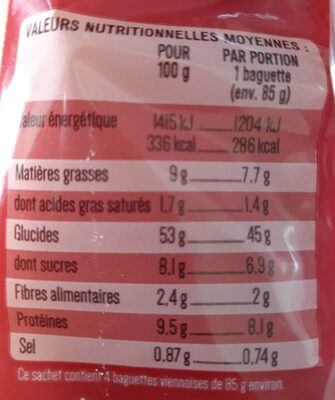 VALEURS NUTRITIONNELLES MOYENNES :
POUR 100 g PAR PORTION 1 baguette (env. 85 g)
Valeur énergétique 1415 kJ 1204 kJ
336 kcal 286 kcal
Matières grasses 9 g 7.7 g
dont acides gras saturés 1.7 g 1.4 g
Glucides 53 g 45 g
dont sucres 8.1 g 6.9 g
Fibres alimentaires 2,4 g 2 g
Protéines 9.5 g 8.1 g
Sel 0.87 g 0.74 g
Ce sachet contient 4 baguettes viennoises de 85 g environ.